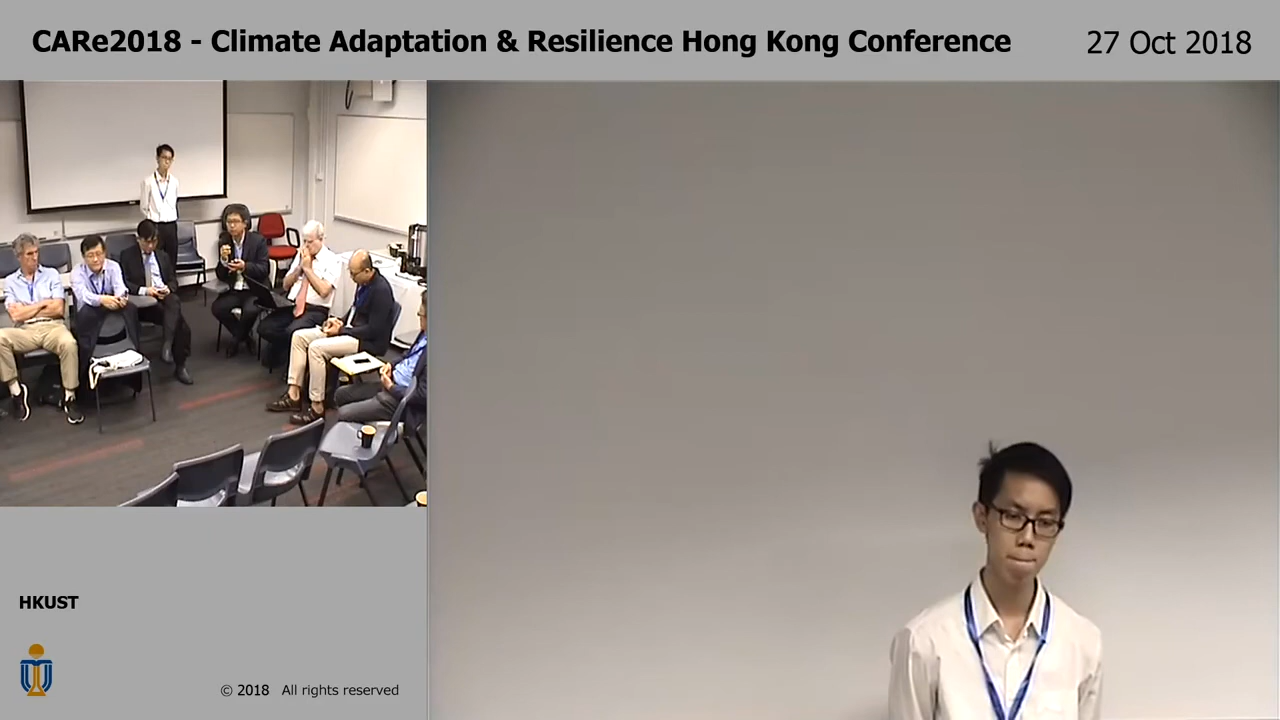 CARe2018 - Climate Adaptation & Resilience Hong Kong Conference
27 Oct 2018
HKUST
© 2018 All rights reserved